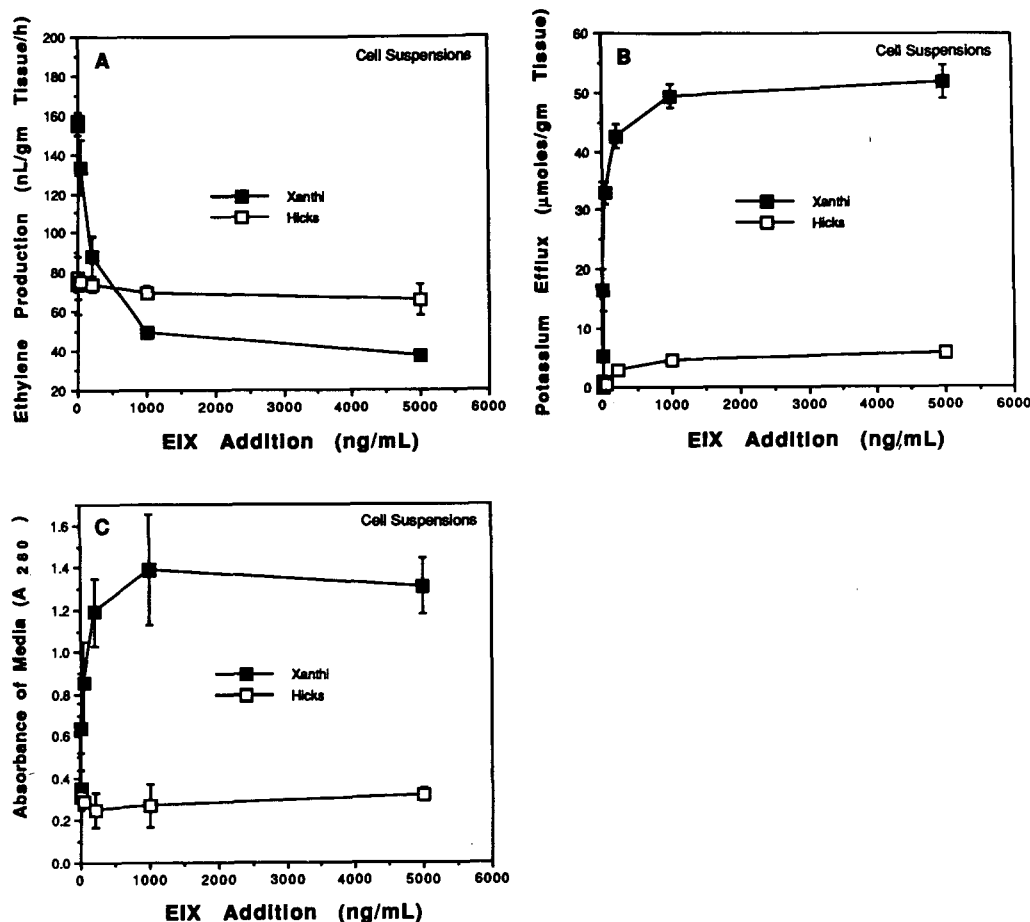 A
Cell Suspensions
Ethylene Production (nL/gm Tissue/h)
200
180
160
140
120
100
80
60
40
20
Xanthi
Hicks
0 1000 2000 3000 4000 5000 6000
EIX Addition (ng/mL)
B
Cell Suspensions
Potassium Efflux (µmoles/gm Tissue)
60
50
40
30
20
10
0
Xanthi
Hicks
0 1000 2000 3000 4000 5000 6000
EIX Addition (ng/mL)
C
Cell Suspensions
Absorbance of Media (A 280 )
1.6
1.4
1.2
1.0
0.8
0.6
0.4
0.2
0.0
Xanthi
Hicks
0 1000 2000 3000 4000 5000 6000
EIX Addition (ng/mL)